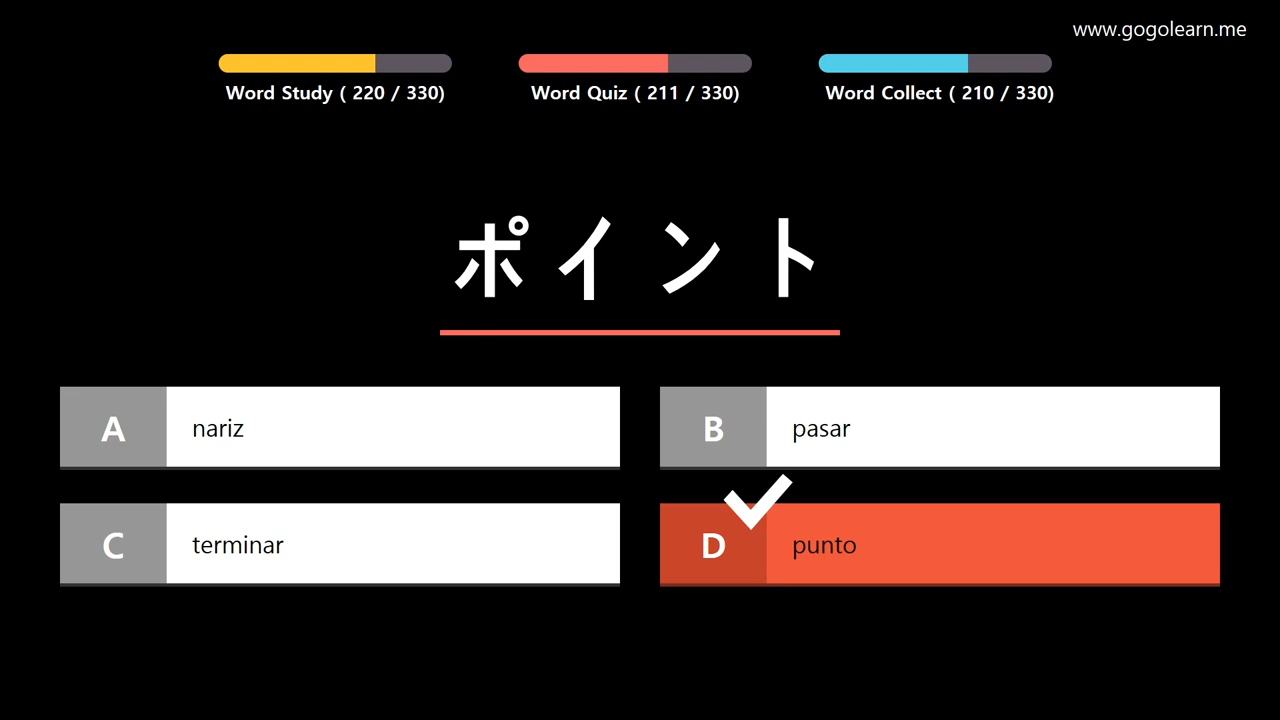 www.gogolearn.me
Word Study ( 220 / 330)
Word Quiz ( 211 / 330)
Word Collect ( 210 / 330)
ポイント
A nariz
B pasar
C terminar
D punto